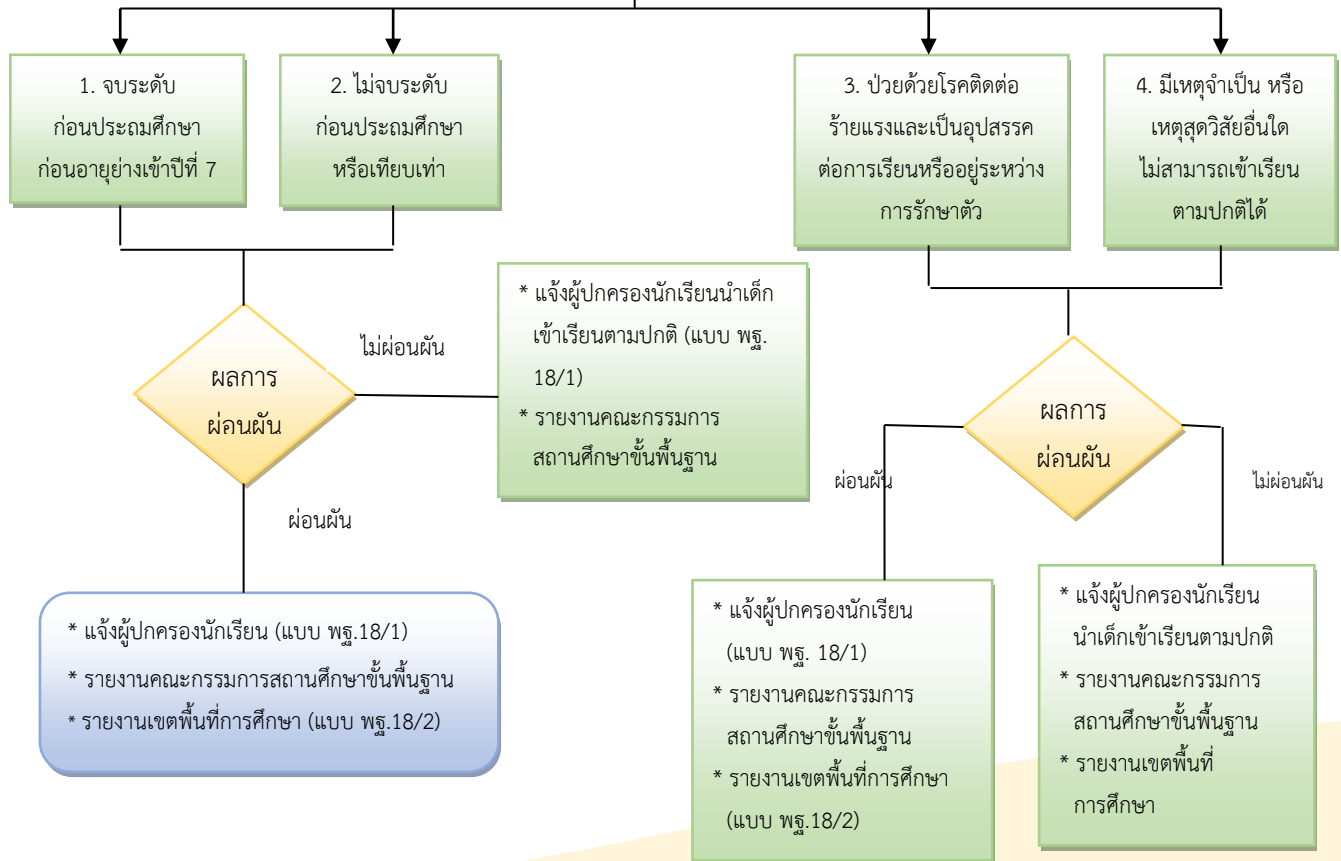 1. จบระดับ
ก่อนประถมศึกษา
ก่อนอายุย่างเข้าปีที่ 7
2. ไม่จบระดับ
ก่อนประถมศึกษา
หรือเทียบเท่า
3. ป่วยด้วยโรคติดต่อ
ร้ายแรงและเป็นอุปสรรค
ต่อการเรียนหรืออยู่ระหว่าง
การรักษาตัว
4. มีเหตุจำเป็น หรือ
เหตุสุดวิสัยอื่นใด
ไม่สามารถเข้าเรียน
ตามปกติได้
ผลการ
ผ่อนผัน
ไม่ผ่อนผัน
* แจ้งผู้ปกครองนักเรียนนำเด็ก
เข้าเรียนตามปกติ (แบบ พฐ.
18/1)
* รายงานคณะกรรมการ
สถานศึกษาขั้นพื้นฐาน
ผ่อนผัน
* แจ้งผู้ปกครองนักเรียน (แบบ พฐ.18/1)
* รายงานคณะกรรมการสถานศึกษาขั้นพื้นฐาน
* รายงานเขตพื้นที่การศึกษา (แบบ พฐ.18/2)
ผลการ
ผ่อนผัน
ผ่อนผัน
ไม่ผ่อนผัน
* แจ้งผู้ปกครองนักเรียน
(แบบ พฐ. 18/1)
* รายงานคณะกรรมการ
สถานศึกษาขั้นพื้นฐาน
* รายงานเขตพื้นที่การศึกษา
(แบบ พฐ.18/2)
* แจ้งผู้ปกครองนักเรียน
นำเด็กเข้าเรียนตามปกติ
* รายงานคณะกรรมการ
สถานศึกษาขั้นพื้นฐาน
* รายงานเขตพื้นที่
การศึกษา